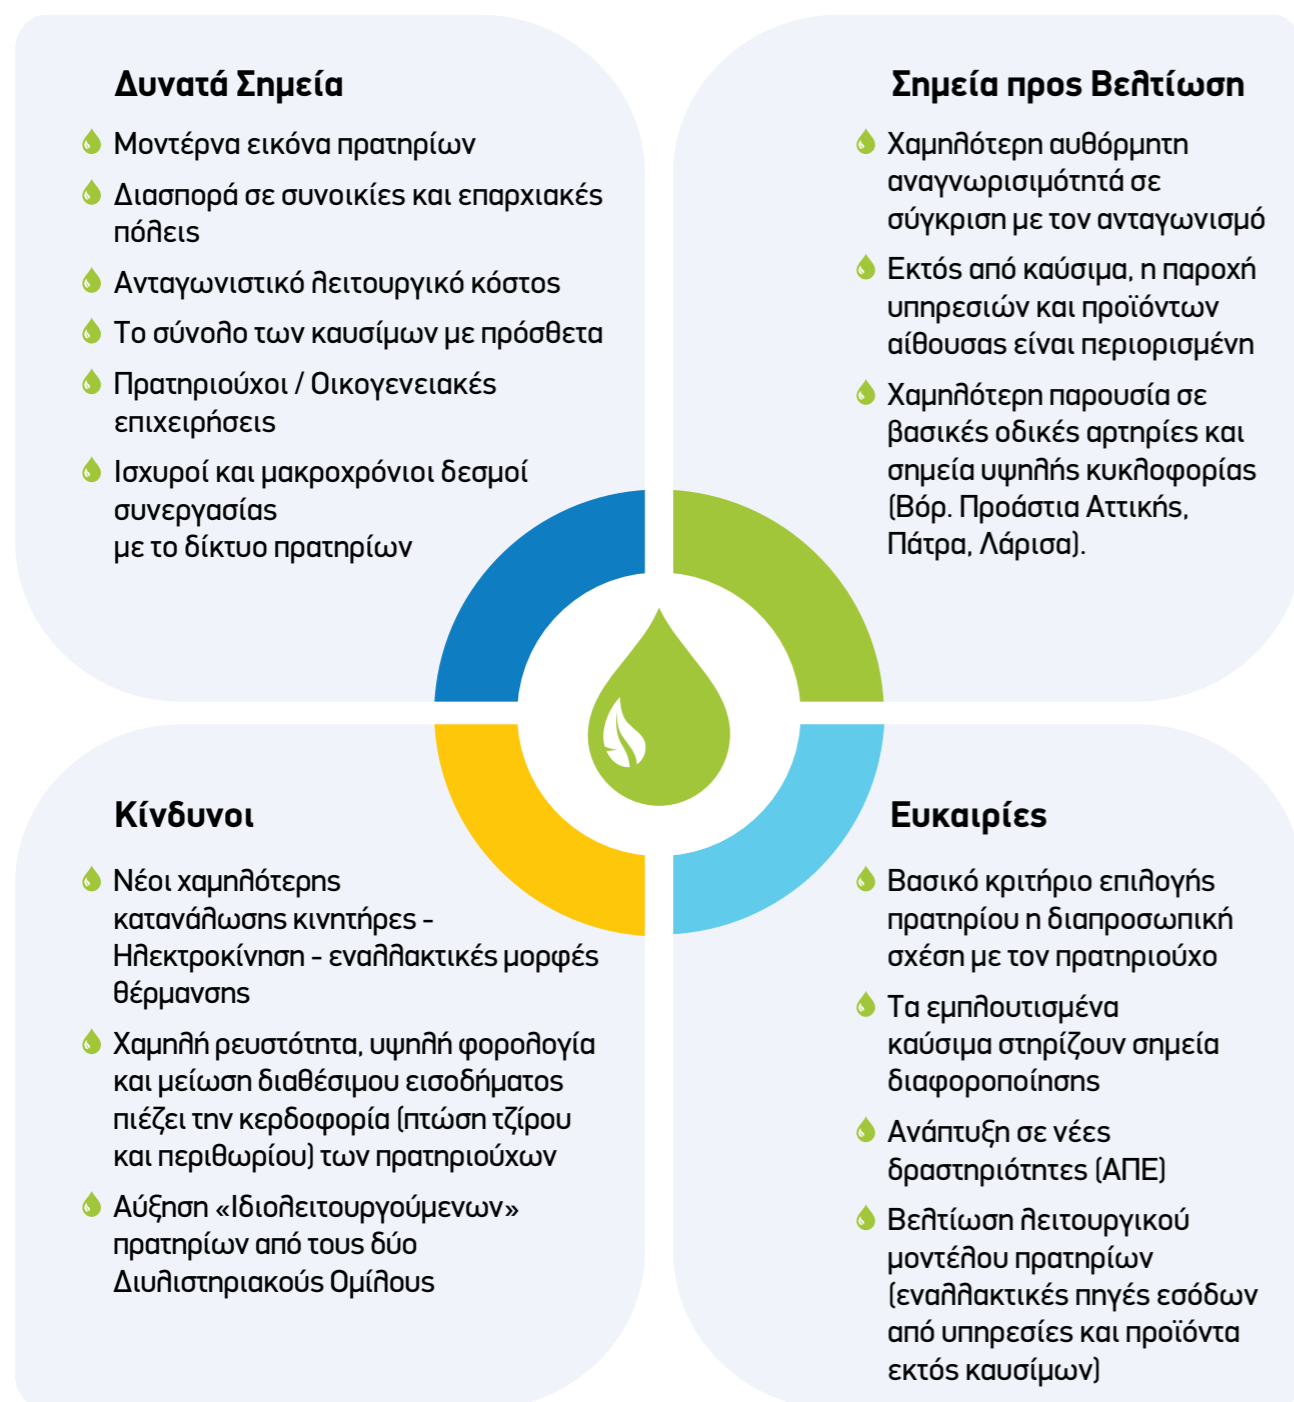 Δυνατά Σημεία
Μοντέρνα εικόνα πρατηρίων
Διασπορά σε συνοικίες και επαρχιακές
πόλεις
Ανταγωνιστικό λειτουργικό κόστος
Το σύνολο των καυσίμων με πρόσθετα
Πρατηριούχοι / Οικογενειακές
επιχειρήσεις
Ισχυροί και μακροχρόνιοι δεσμοί
συνεργασίας
με το δίκτυο πρατηρίων
Σημεία προς Βελτίωση
Χαμηλότερη αυθόρμητη
αναγνωρισιμότητά σε
σύγκριση με τον ανταγωνισμό
Εκτός από καύσιμα, η παροχή
υπηρεσιών και προϊόντων
αίθουσας είναι περιορισμένη
Χαμηλότερη παρουσία σε
βασικές οδικές αρτηρίες και
σημεία υψηλής κυκλοφορίας
(Βόρ. Προάστια Αττικής,
Πάτρα, Λάρισα).
Κίνδυνοι
Νέοι χαμηλότερης
κατανάλωσης κινητήρες -
Ηλεκτροκίνηση - εναλλακτικές μορφές
θέρμανσης
Χαμηλή ρευστότητα, υψηλή φορολογία
και μείωση διαθέσιμου εισοδήματος
πιέζει την κερδοφορία (πτώση τζίρου
και περιθωρίου) των πρατηριούχων
Αύξηση «Ιδιολειτουργούμενων»
πρατηρίων από τους δύο
Διυλιστηριακούς Ομίλους
Ευκαιρίες
Βασικό κριτήριο επιλογής
πρατηρίου η διαπροσωπική
σχέση με τον πρατηριούχο
Τα εμπλουτισμένα
καύσιμα στηρίζουν σημεία
διαφοροποίησης
Ανάπτυξη σε νέες
δραστηριότητες (ΑΠΕ)
Βελτίωση λειτουργικού
μοντέλου πρατηρίων
(εναλλακτικές πηγές εσόδων
από υπηρεσίες και προϊόντα
εκτός καυσίμων)